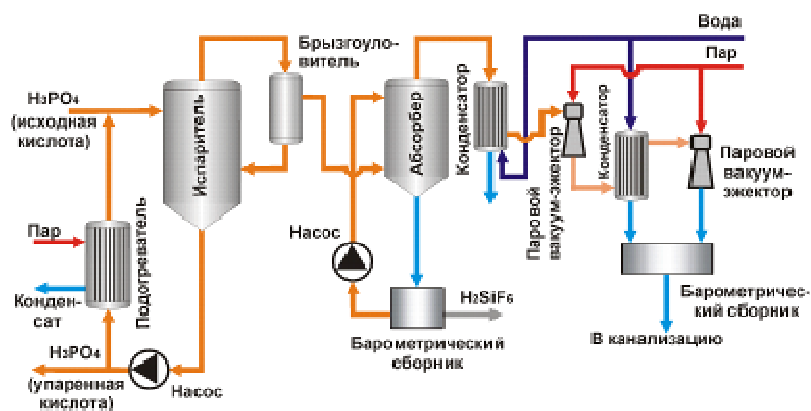 Вода
Пар
Брызгоуло-
витель
H₃PO₄
(исходная
кислота)
Испаритель
Абсорбер
Конденсатор
Паровой
вакуум-эжектор
Конденсатор
Паровой
вакуум-
эжектор
Насос
Пар
Подогреватель
Конден-
сат
H₂SiF₆
Барометричес-
кий сборник
Барометрический
сборник
В канализацию
H₃PO₄
(упаренная
кислота)
Насос